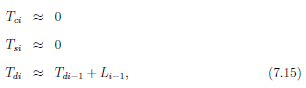 T_{ci} ≈ 0
T_{si} ≈ 0
T_{di} ≈ T_{di−1} + L_{i−1}, (7.15)